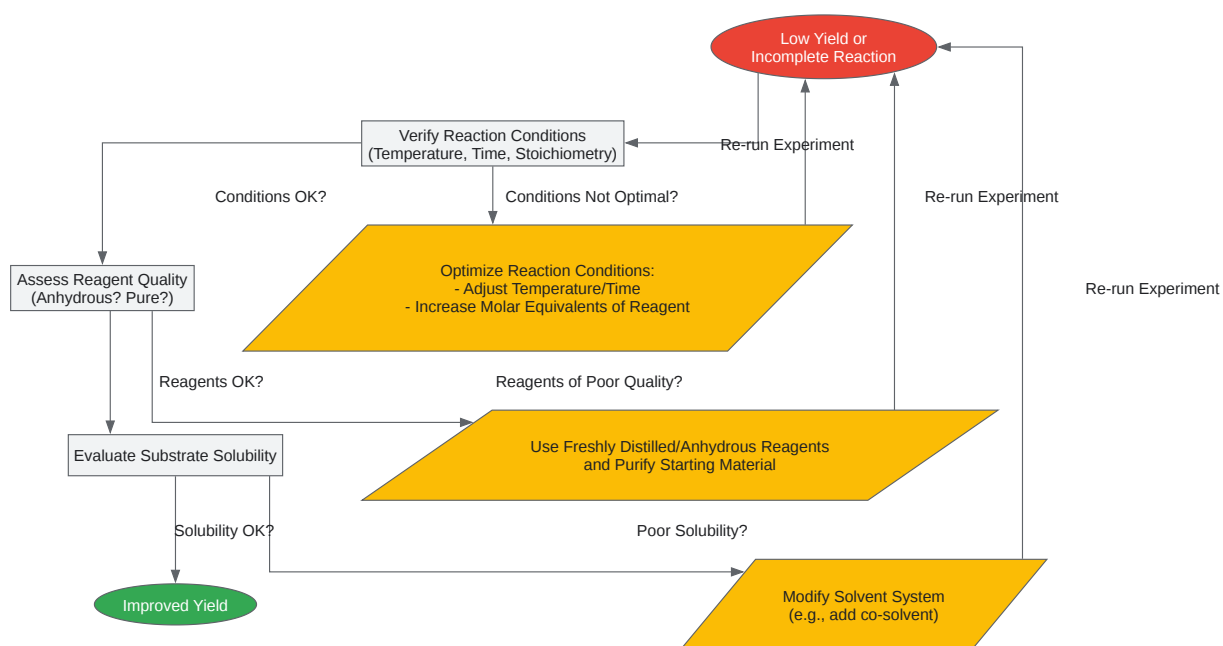 Low Yield or
Incomplete Reaction
Verify Reaction Conditions
(Temperature, Time, Stoichiometry)
Re-run Experiment
Conditions OK?
Conditions Not Optimal?
Re-run Experiment
Optimize Reaction Conditions:
- Adjust Temperature/Time
- Increase Molar Equivalents of Reagent
Assess Reagent Quality
(Anhydrous? Pure?)
Re-run Experiment
Reagents OK?
Reagents of Poor Quality?
Use Freshly Distilled/Anhydrous Reagents
and Purify Starting Material
Evaluate Substrate Solubility
Solubility OK?
Poor Solubility?
Improved Yield
Modify Solvent System
(e.g., add co-solvent)